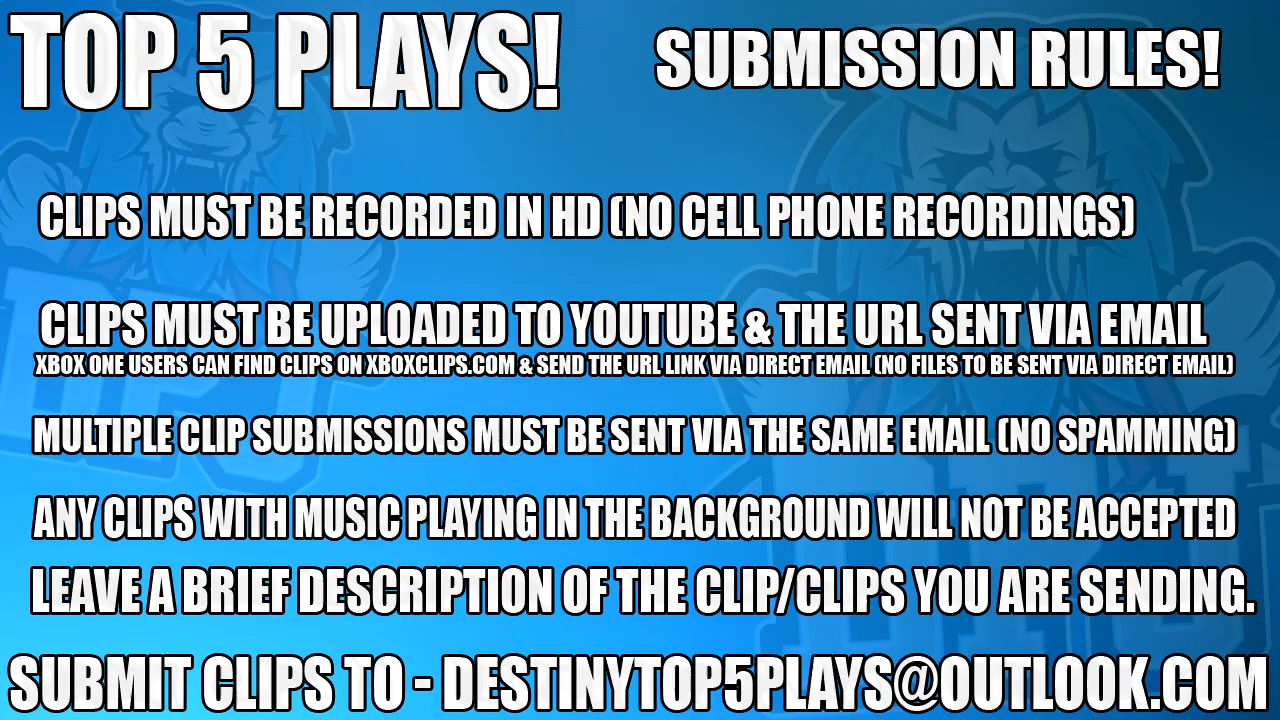 TOP 5 PLAYS!
SUBMISSION RULES!
CLIPS MUST BE RECORDED IN HD (NO CELL PHONE RECORDINGS)
CLIPS MUST BE UPLOADED TO YOUTUBE & THE URL SENT VIA EMAIL
XBOX ONE USERS CAN FIND CLIPS ON XBOXCLIPS.COM & SEND THE URL LINK VIA DIRECT EMAIL (NO FILES TO BE SENT VIA DIRECT EMAIL)
MULTIPLE CLIP SUBMISSIONS MUST BE SENT VIA THE SAME EMAIL (NO SPAMMING)
ANY CLIPS WITH MUSIC PLAYING IN THE BACKGROUND WILL NOT BE ACCEPTED
LEAVE A BRIEF DESCRIPTION OF THE CLIP/CLIPS YOU ARE SENDING.
SUBMIT CLIPS TO - DESTINYTOP5PLAYS@OUTLOOK.COM